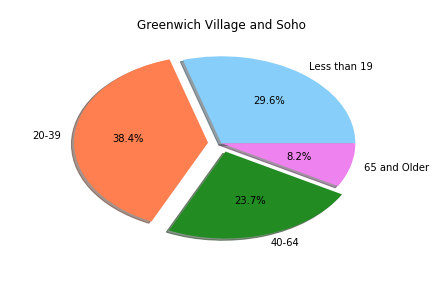 Greenwich Village and Soho
Less than 19
29.6%
20-39
38.4%
8.2%
65 and Older
23.7%
40-64